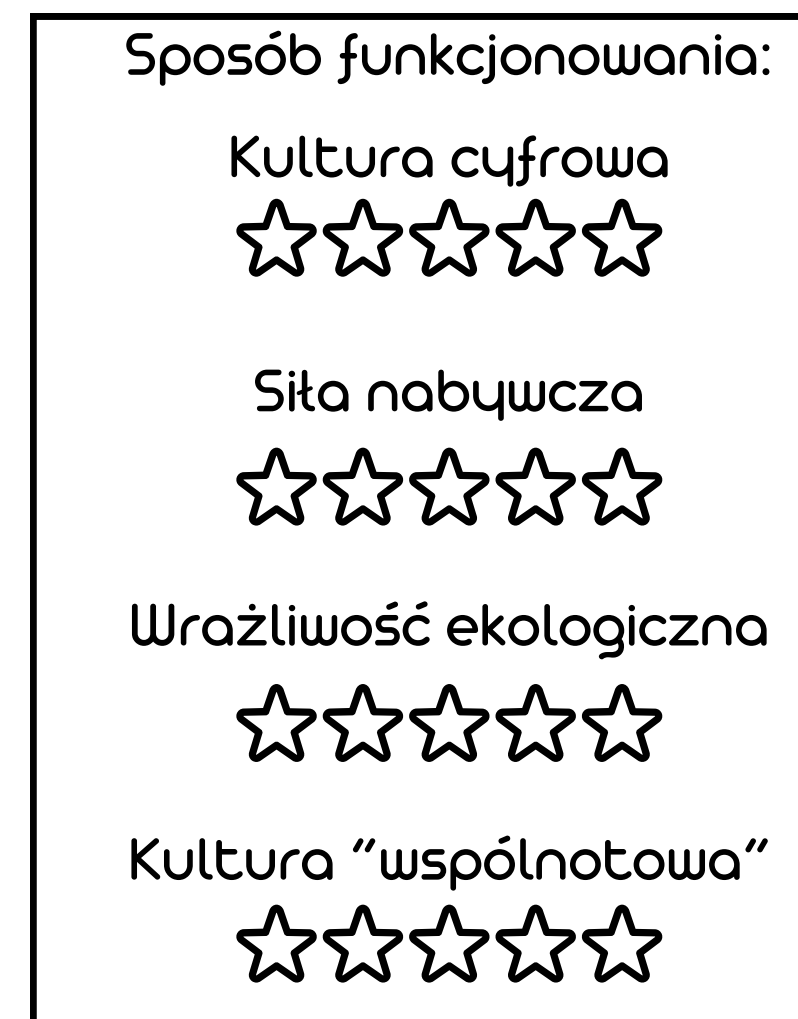 Sposób funkcjonowania:
Kultura cyfrowa
Siła nabywcza
Wrażliwość ekologiczna
Kultura "wspólnotowa"